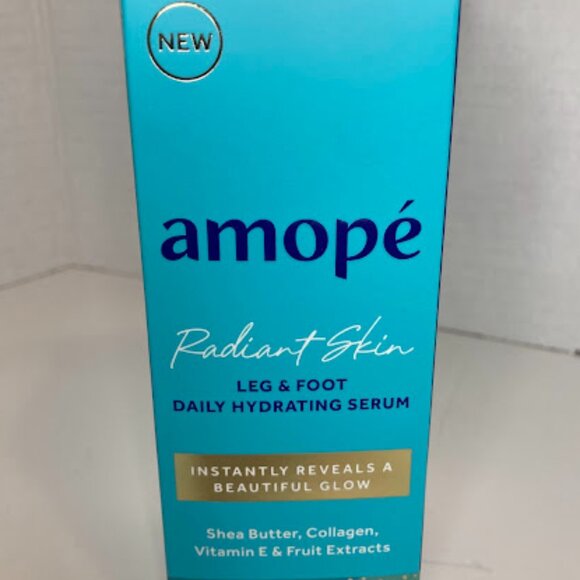 NEW
amopé
Radiant Skin
LEG & FOOT
DAILY HYDRATING SERUM
INSTANTLY REVEALS A
BEAUTIFUL GLOW
Shea Butter, Collagen,
Vitamin E & Fruit Extracts